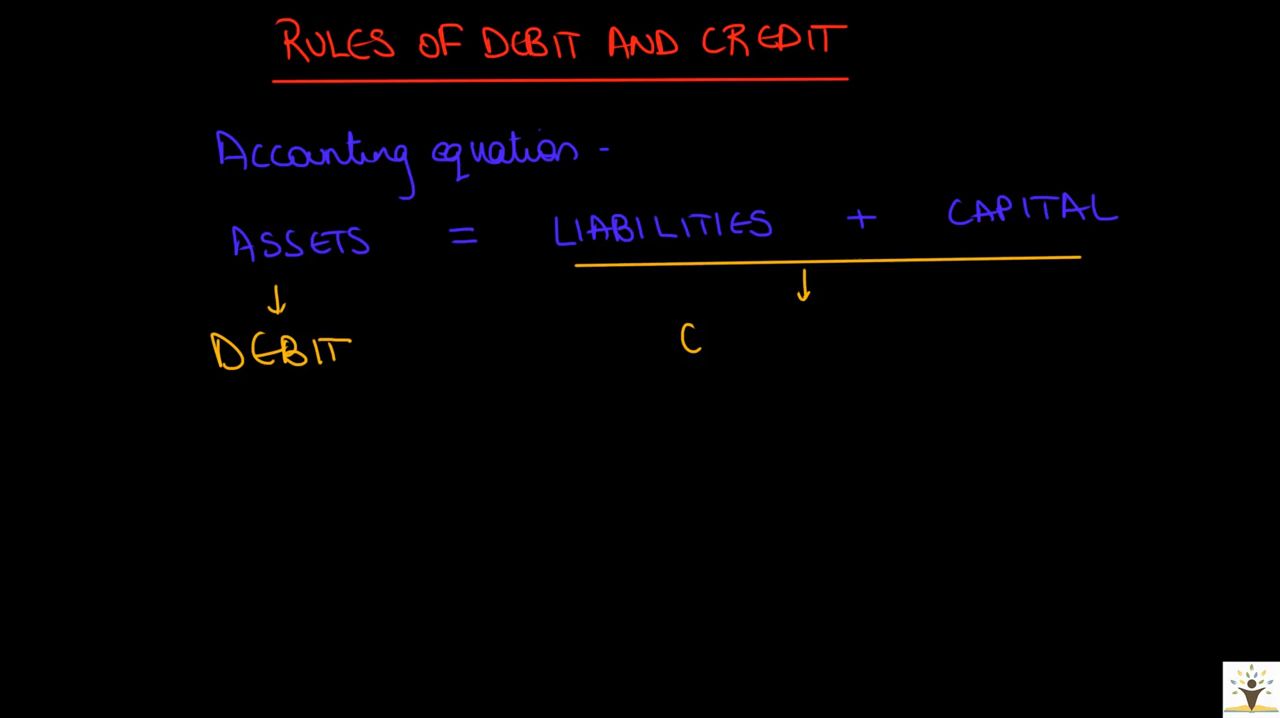 RULES OF DEBIT AND CREDIT
Accounting equation -
ASSETS = LIABILITIES + CAPITAL
↓ ↓
DEBIT C